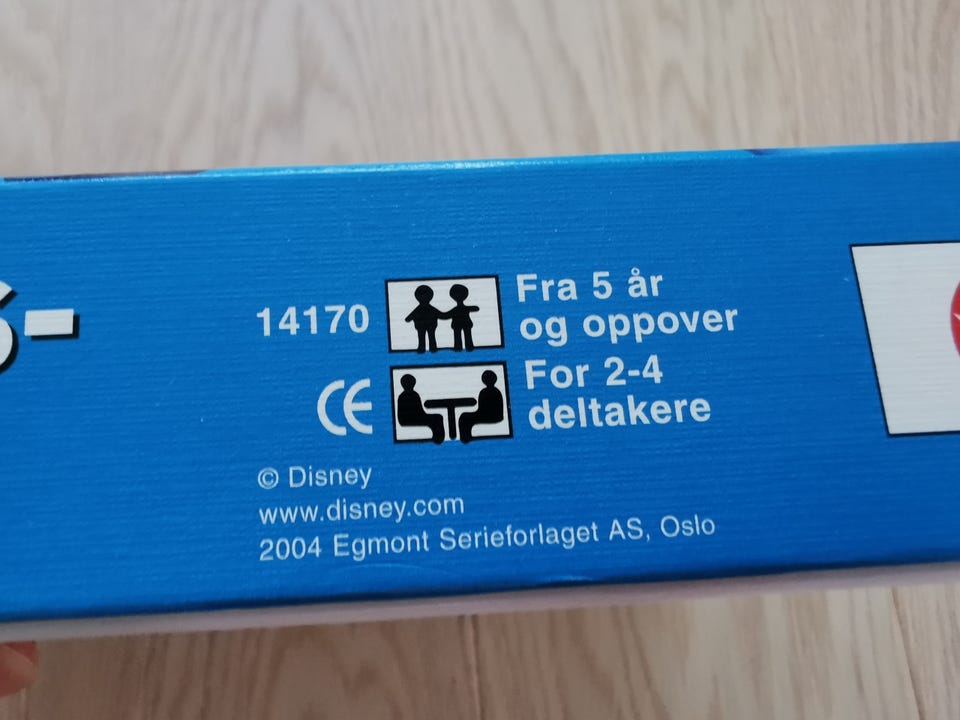 14170
Fra 5 år
og oppover
CE
For 2-4
deltakere
© Disney
www.disney.com
2004 Egmont Serieforlaget AS, Oslo